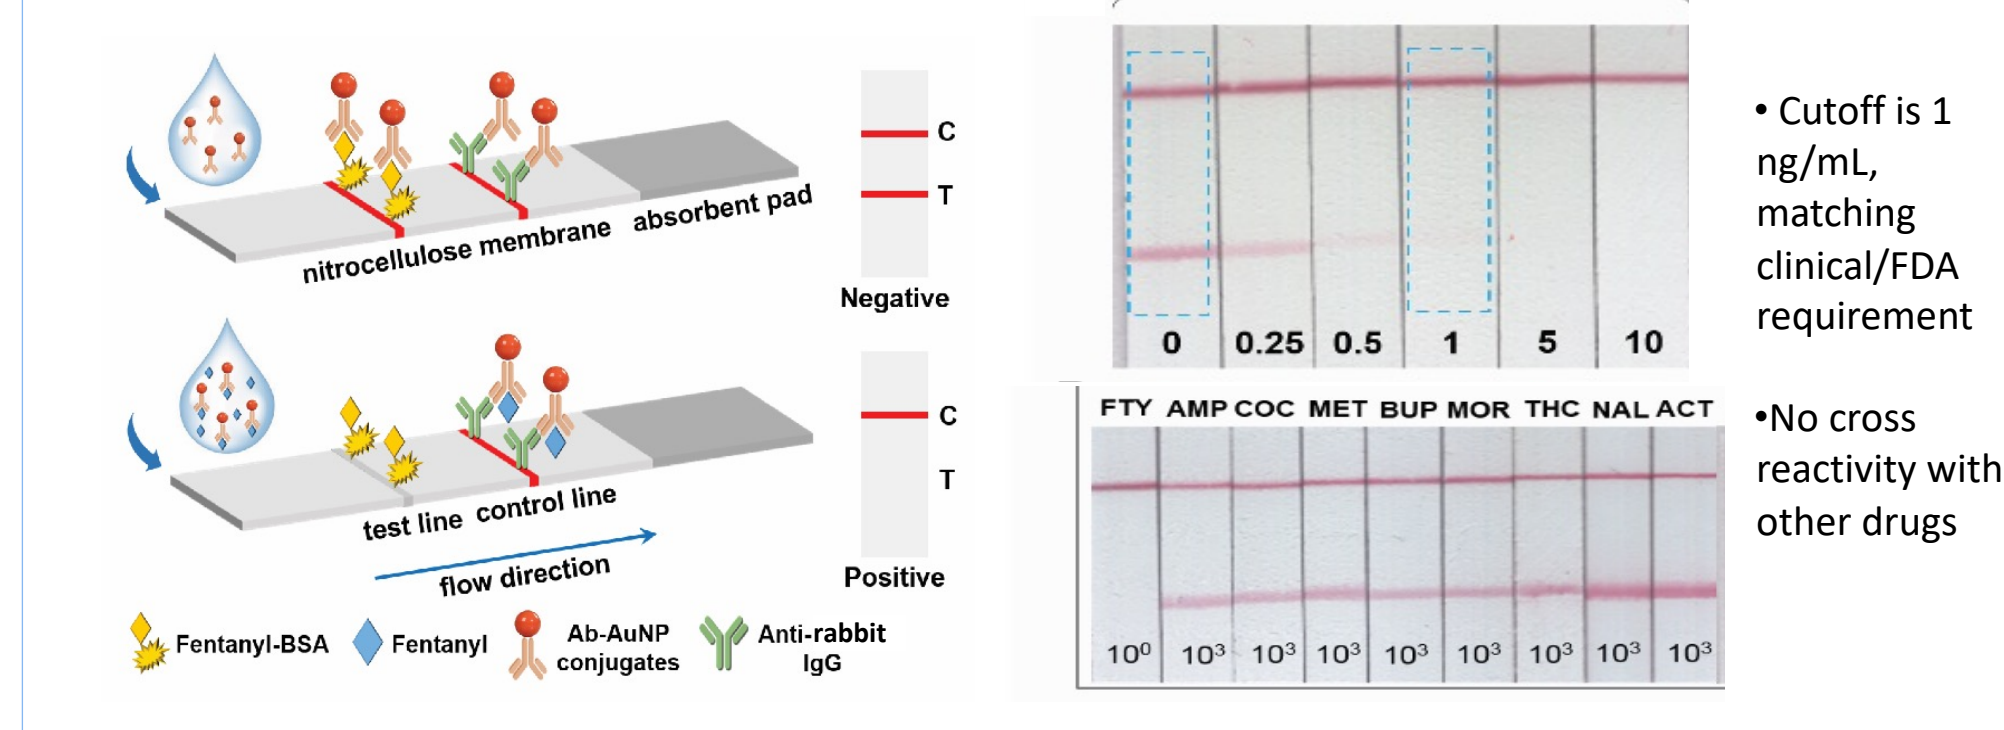 C
T
nitrocellulose membrane
absorbent pad
Negative
C
T
test line
control line
flow direction
Positive
Fentanyl-BSA
Fentanyl
Ab-AuNP
conjugates
Anti-rabbit
IgG
0 0.25 0.5 1 5 10
FTY AMP COC MET BUP MOR THC NAL ACT
10⁰ 10³ 10³ 10³ 10³ 10³ 10³ 10³ 10³
• Cutoff is 1
ng/mL,
matching
clinical/FDA
requirement
•No cross
reactivity with
other drugs